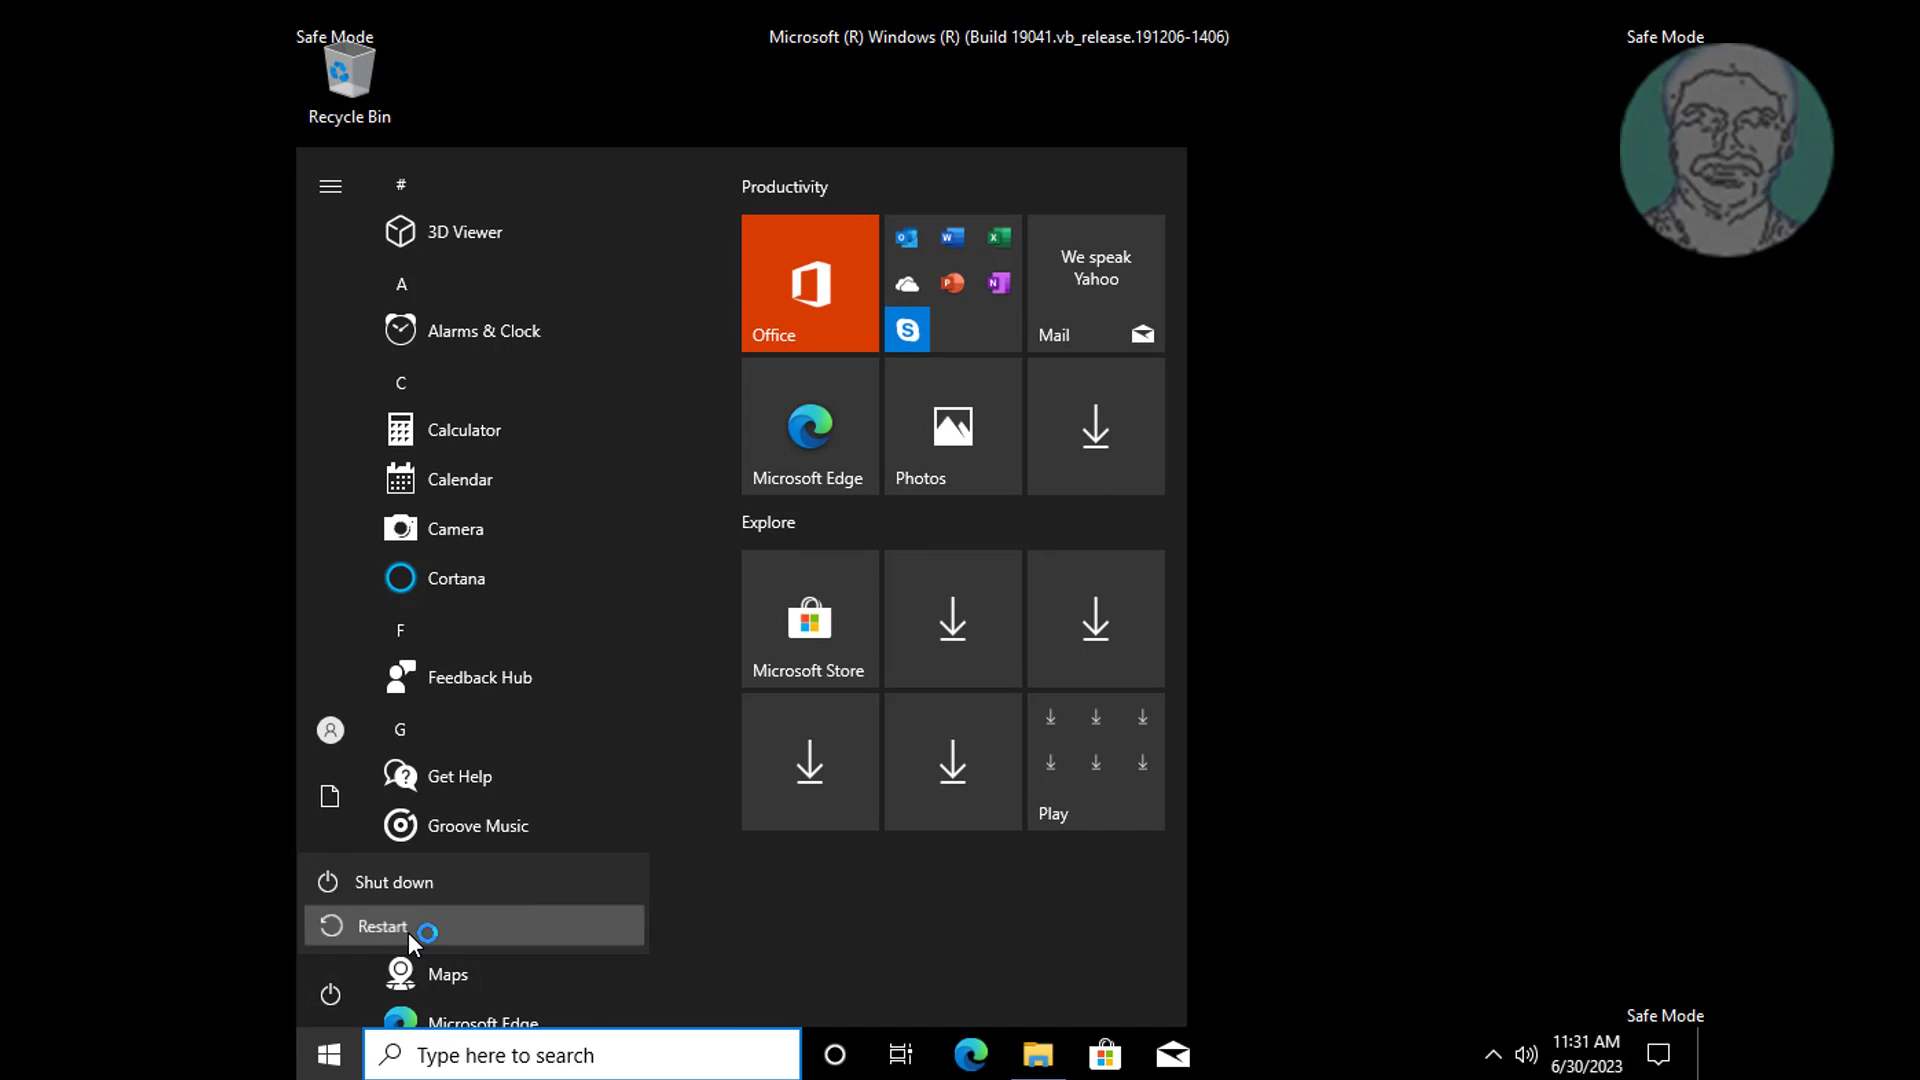 Safe Mode
Microsoft (R) Windows (R) (Build 19041.vb_release.191206-1406)
Safe Mode
Recycle Bin
#
3D Viewer
A
Alarms & Clock
C
Calculator
Calendar
Camera
Cortana
F
Feedback Hub
G
Get Help
Groove Music
Shut down
Restart
Maps
Microsoft Edge
Productivity
Office
We speak
Yahoo
Mail
Microsoft Edge
Photos
Explore
Microsoft Store
Play
Type here to search
Safe Mode
11:31 AM
6/30/2023